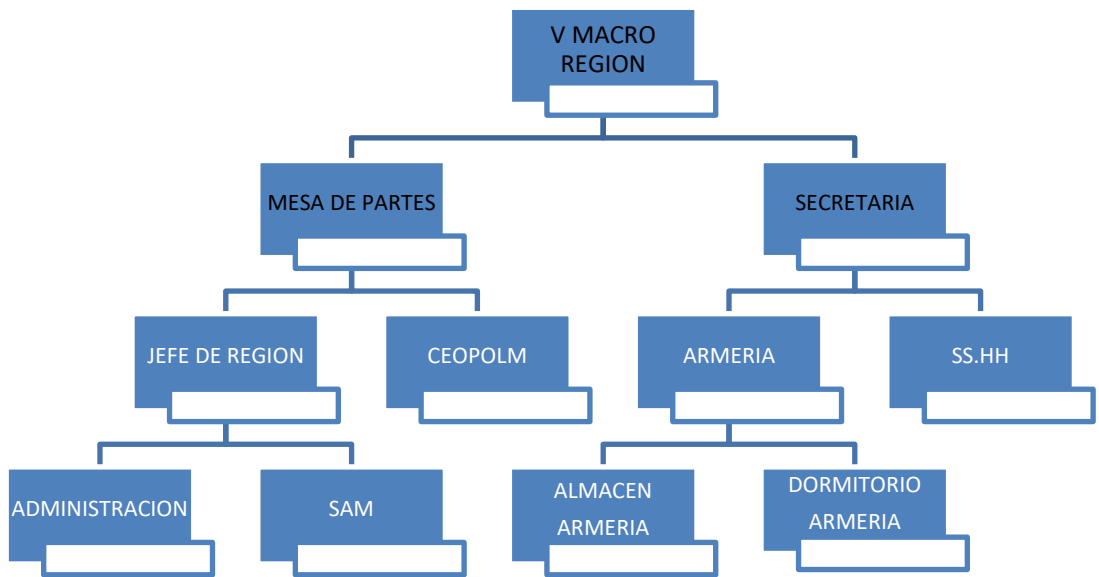 V MACRO
REGION
MESA DE PARTES
SECRETARIA
JEFE DE REGION
CEOPOLM
ARMERIA
SS.HH
ADMINISTRACION
SAM
ALMACEN
ARMERIA
DORMITORIO
ARMERIA